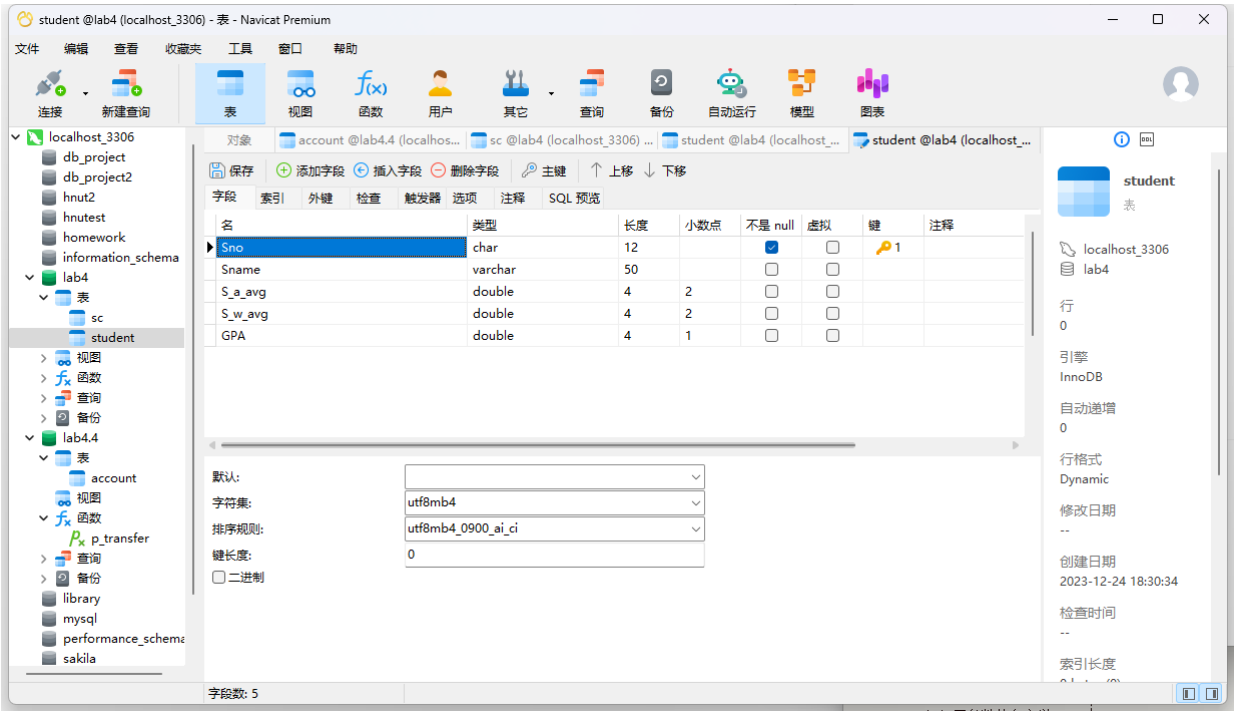 student @lab4 (localhost_3306) - 表 - Navicat Premium
文件 编辑 查看 收藏夹 工具 窗口 帮助
连接 新建查询 表 视图 函数 用户 其它 查询 备份 自动运行 模型 图表
localhost_3306
db_project
db_project2
hnut2
hnutest
homework
information_schema
lab4
表
sc
student
视图
函数
查询
备份
lab4.4
表
account
视图
函数
p_transfer
查询
备份
library
mysql
performance_schema
sakila
对象 account @lab4.4 (localhos... sc @lab4 (localhost_3306) ... student @lab4 (localhost_... student @lab4 (localhost_...
保存 添加字段 插入字段 删除字段 主键 上移 下移
字段 索引 外键 检查 触发器 选项 注释 SQL 预览
名 类型 长度 小数点 不是 null 虚拟 键 注释
Sno char 12 1
Sname varchar 50
S_a_avg double 4 2
S_w_avg double 4 2
GPA double 4 1
默认:
字符集: utf8mb4
排序规则: utf8mb4_0900_ai_ci
键长度: 0
二进制
字段数: 5
DDL
student
表
localhost_3306
lab4
行
0
引擎
InnoDB
自动递增
0
行格式
Dynamic
修改日期
--
创建日期
2023-12-24 18:30:34
检查时间
--
索引长度